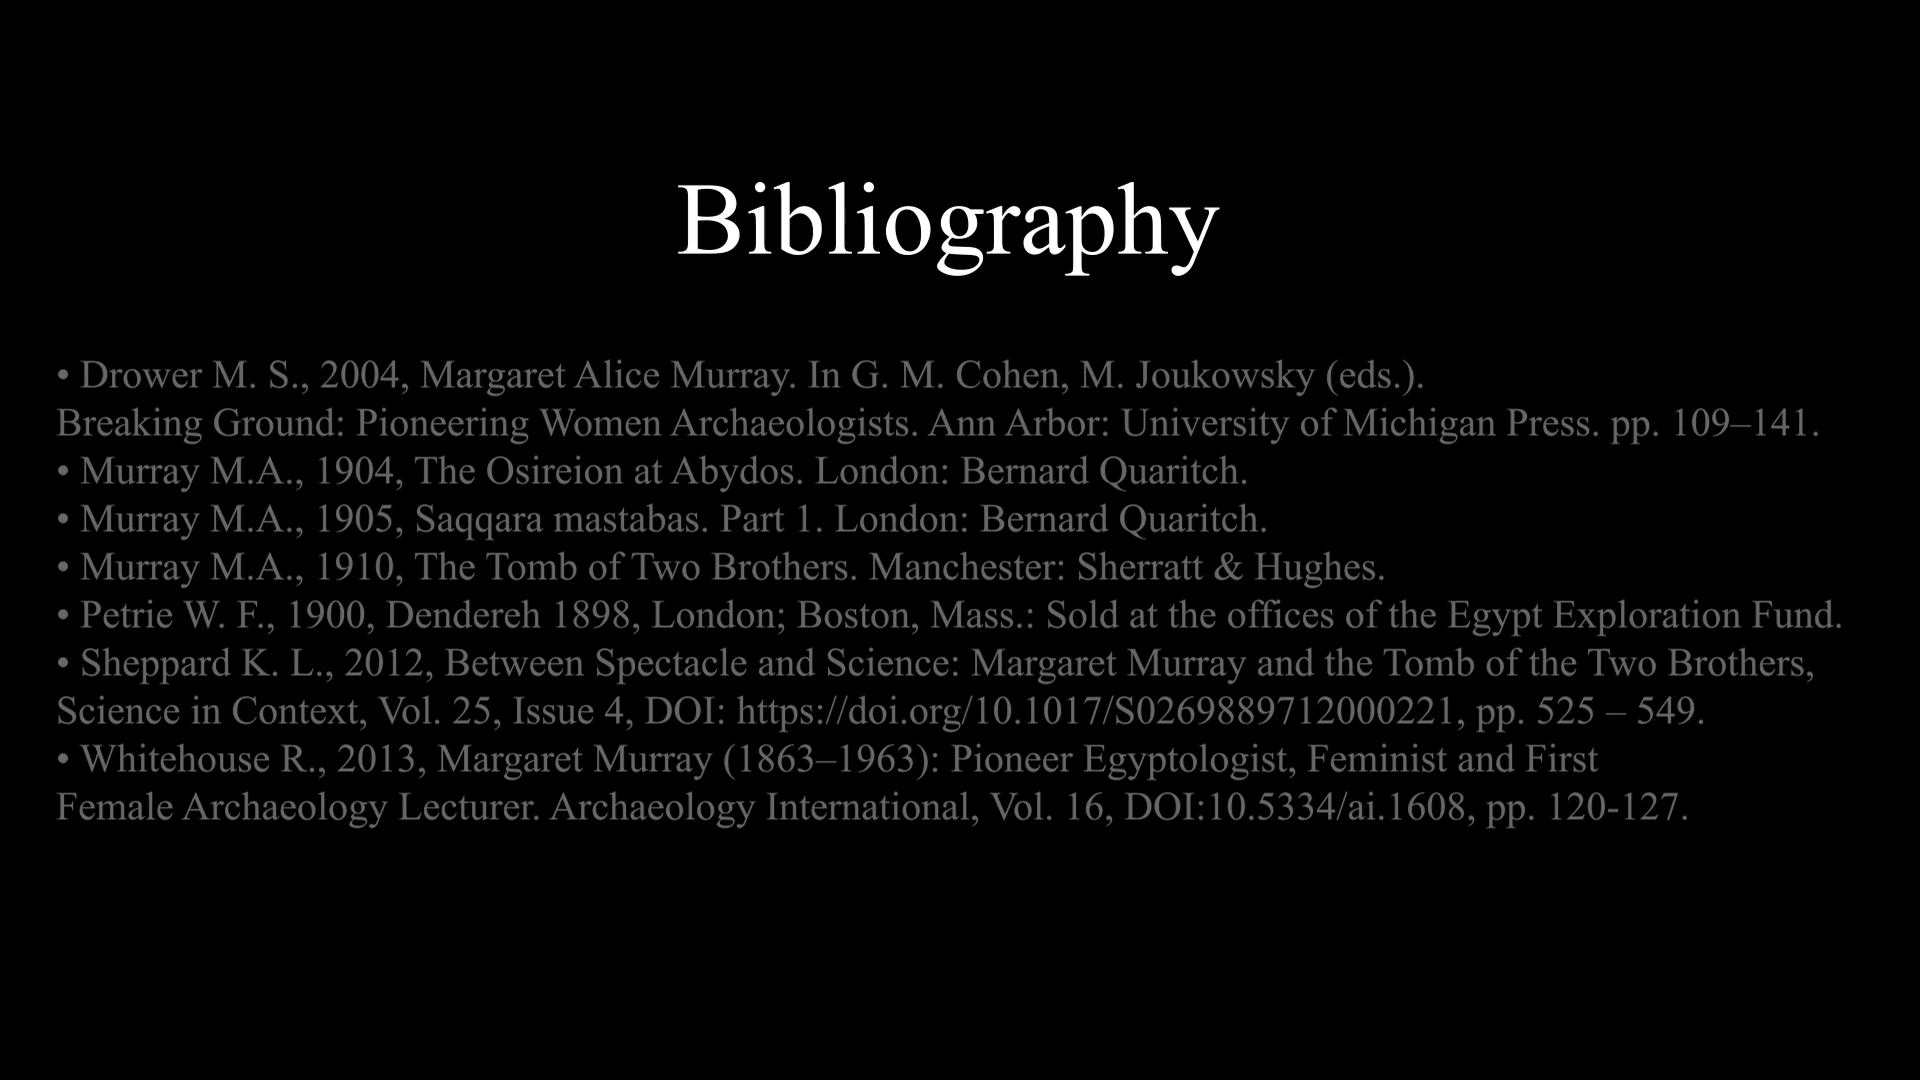 Bibliography
• Drower M. S., 2004, Margaret Alice Murray. In G. M. Cohen, M. Joukowsky (eds.).
Breaking Ground: Pioneering Women Archaeologists. Ann Arbor: University of Michigan Press. pp. 109–141.
• Murray M.A., 1904, The Osireion at Abydos. London: Bernard Quaritch.
• Murray M.A., 1905, Saqqara mastabas. Part 1. London: Bernard Quaritch.
• Murray M.A., 1910, The Tomb of Two Brothers. Manchester: Sherratt & Hughes.
• Petrie W. F., 1900, Dendereh 1898, London; Boston, Mass.: Sold at the offices of the Egypt Exploration Fund.
• Sheppard K. L., 2012, Between Spectacle and Science: Margaret Murray and the Tomb of the Two Brothers,
Science in Context, Vol. 25, Issue 4, DOI: https://doi.org/10.1017/S0269889712000221, pp. 525 – 549.
• Whitehouse R., 2013, Margaret Murray (1863–1963): Pioneer Egyptologist, Feminist and First
Female Archaeology Lecturer. Archaeology International, Vol. 16, DOI:10.5334/ai.1608, pp. 120-127.